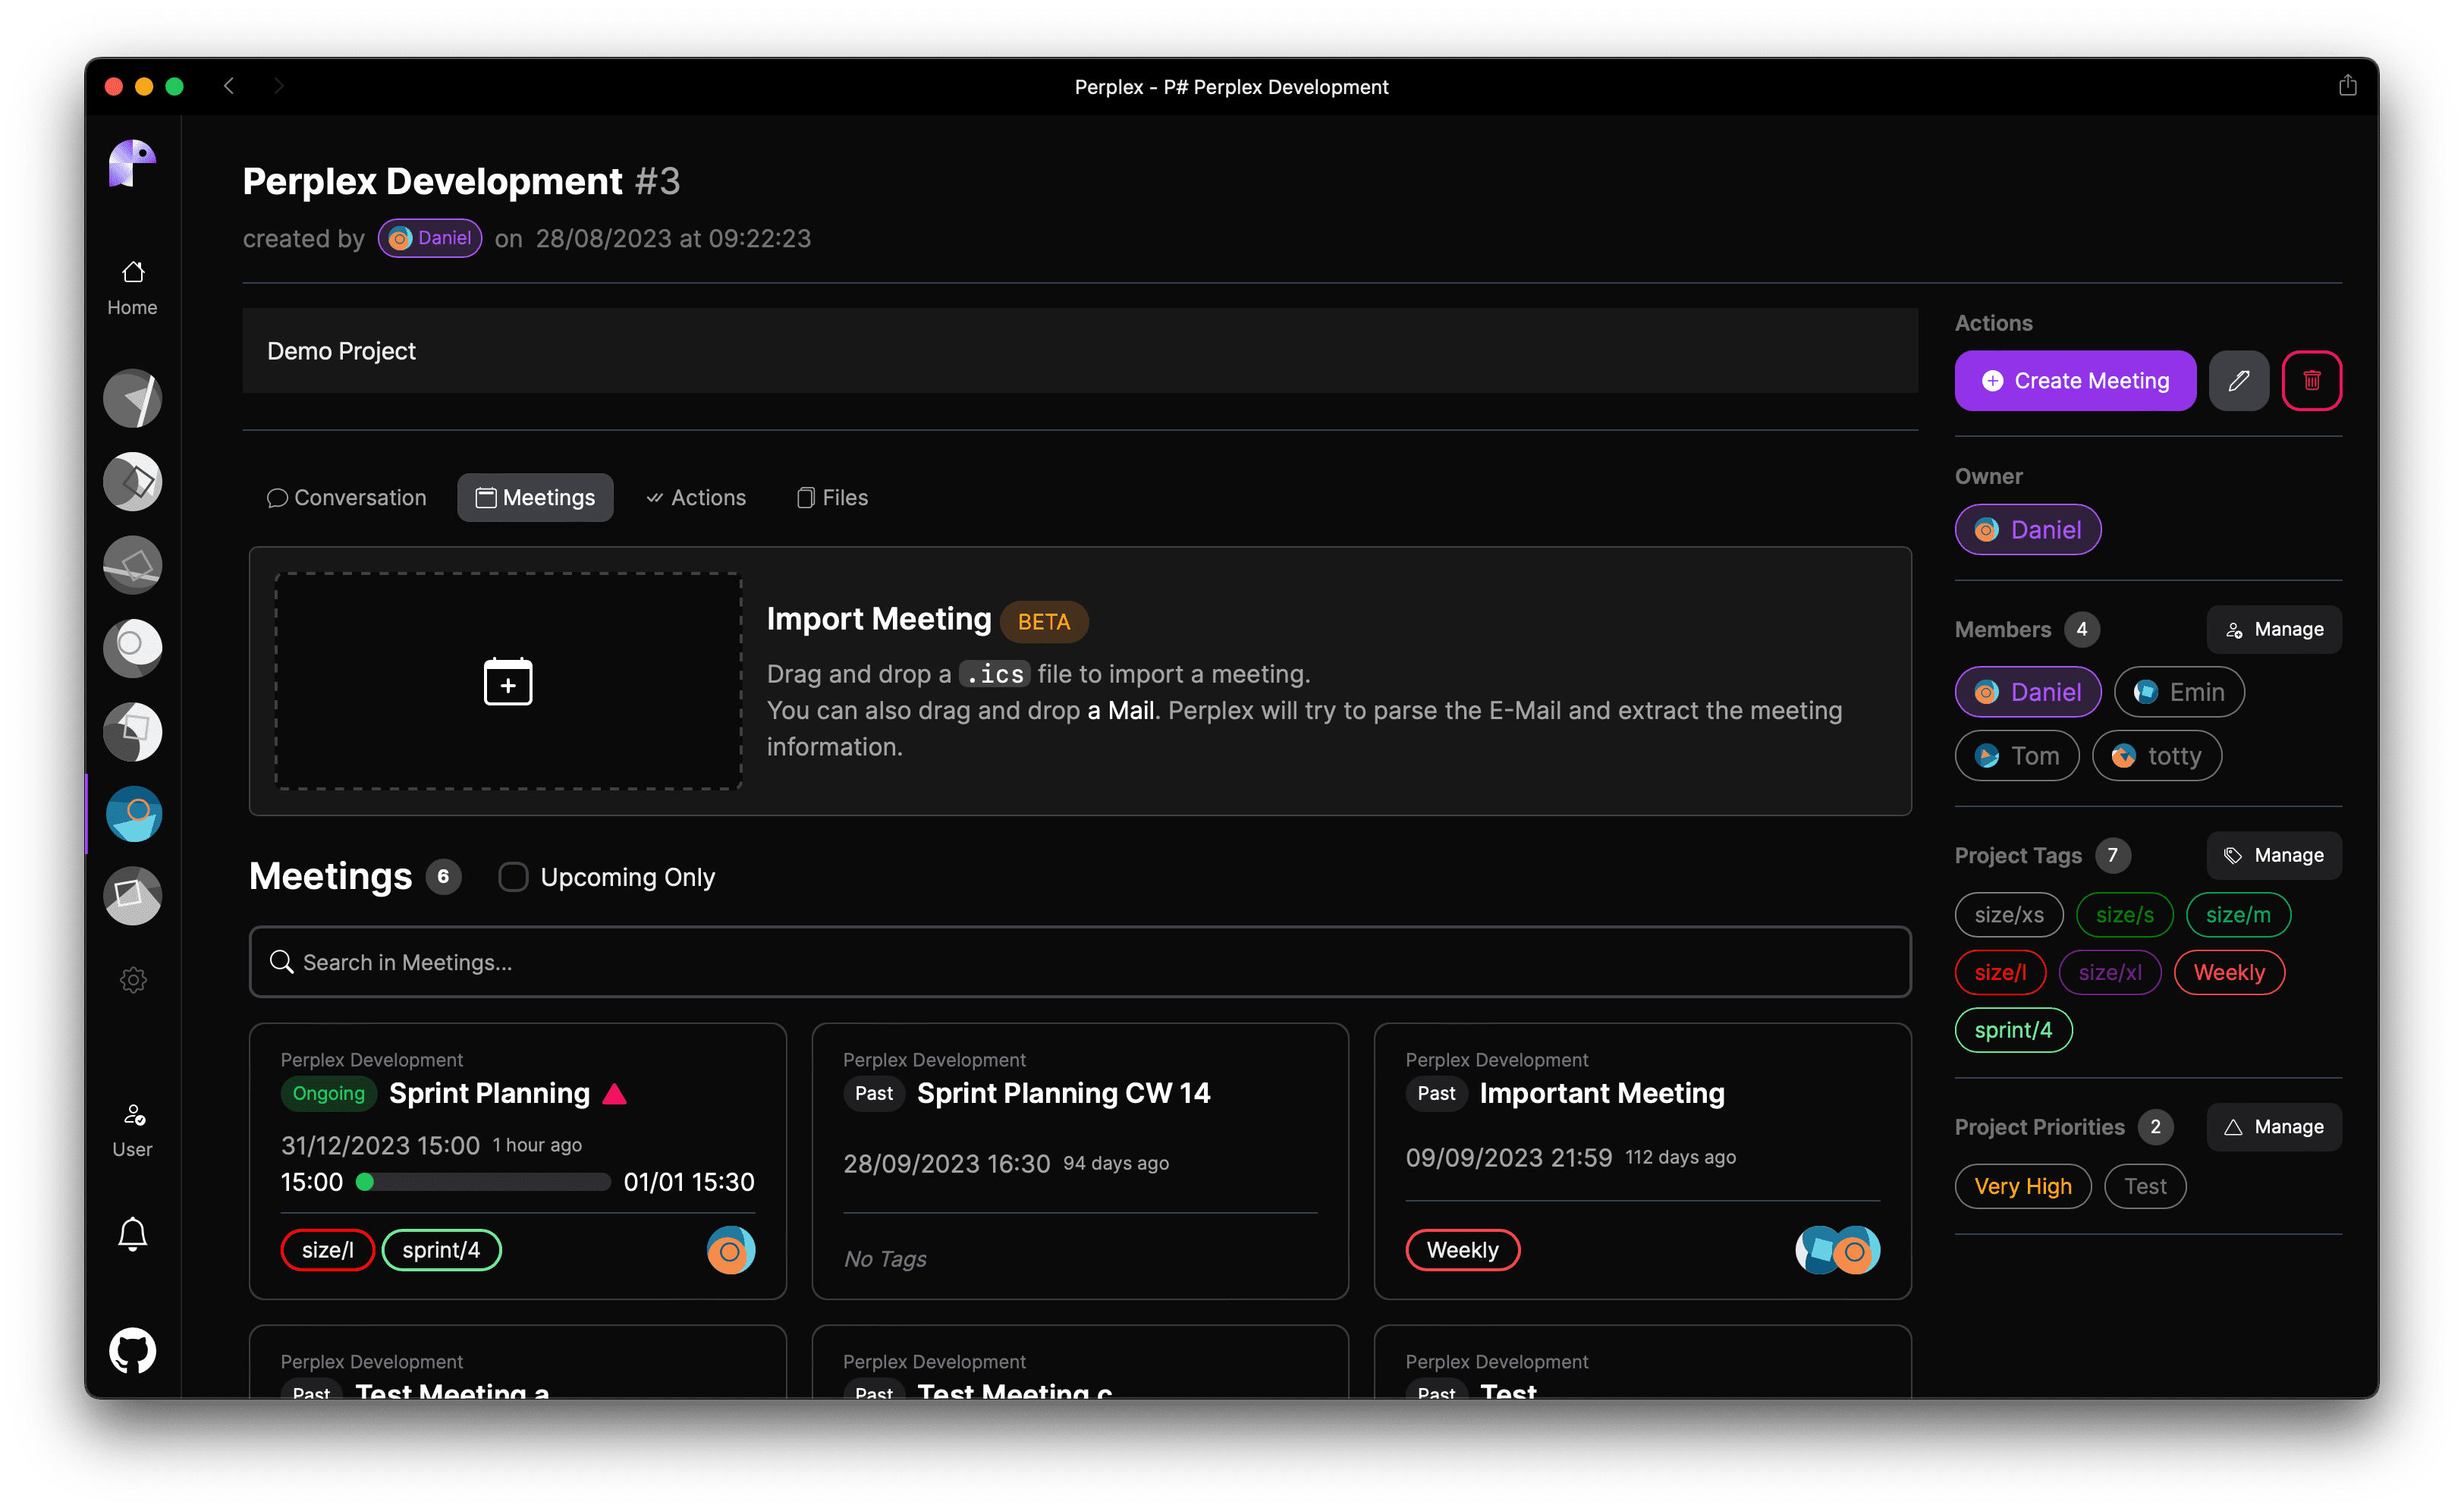 Perplex - P# Perplex Development
Perplex Development #3
created by Daniel on 28/08/2023 at 09:22:23
Home
User
Demo Project
Conversation Meetings Actions Files
Import Meeting BETA
Drag and drop a .ics file to import a meeting.
You can also drag and drop a Mail. Perplex will try to parse the E-Mail and extract the meeting
information.
Meetings 6 Upcoming Only
Search in Meetings...
Perplex Development
Ongoing Sprint Planning
31/12/2023 15:00 1 hour ago
15:00 01/01 15:30
size/l sprint/4
Perplex Development
Past Sprint Planning CW 14
28/09/2023 16:30 94 days ago
No Tags
Perplex Development
Past Important Meeting
09/09/2023 21:59 112 days ago
Weekly
Perplex Development
Past Test Meeting a
Perplex Development
Past Test Meeting c
Perplex Development
Past Test
Actions
Create Meeting
Owner
Daniel
Members 4 Manage
Daniel Emin
Tom totty
Project Tags 7 Manage
size/xs size/s size/m
size/l size/xl Weekly
sprint/4
Project Priorities 2 Manage
Very High Test